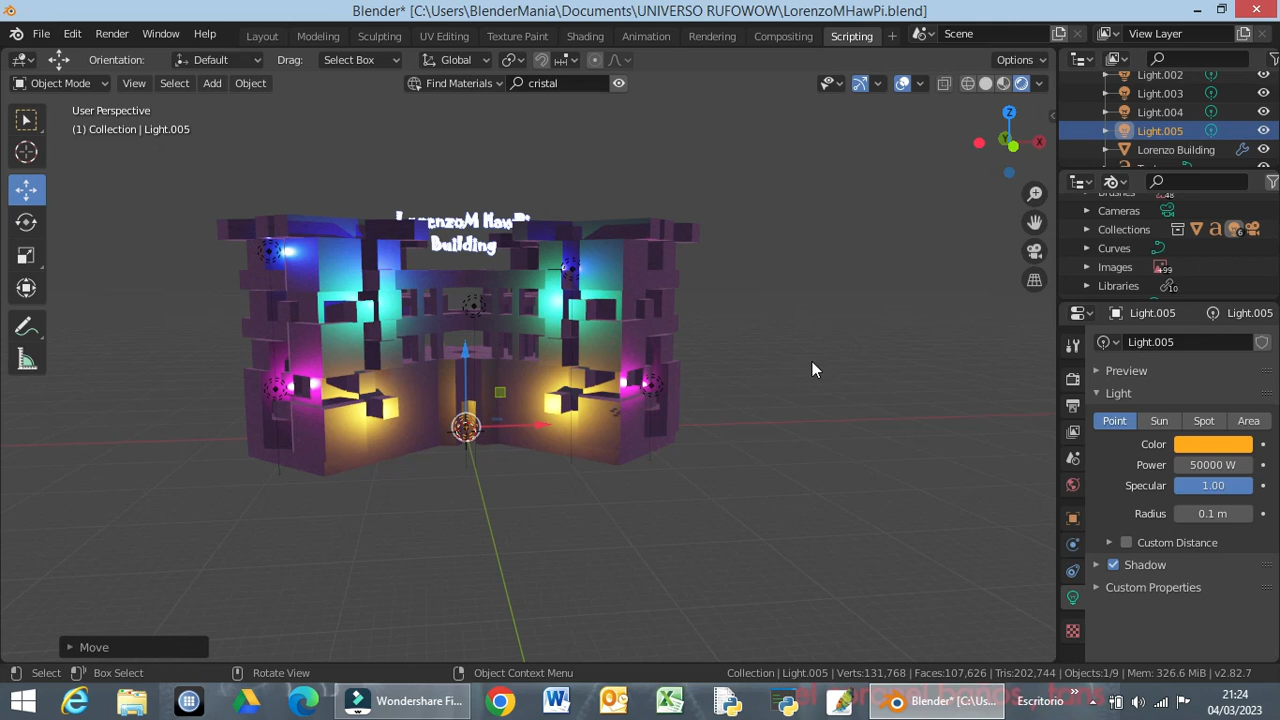 Blender* [C:\Users\BlenderMania\Documents\UNIVERSO RUFOWOW\LorenzoMHawPi.blend]
File Edit Render Window Help Layout Modeling Sculpting UV Editing Texture Paint Shading Animation Rendering Compositing Scripting + Scene View Layer
Orientation: Default Drag: Select Box Global Options
Object Mode View Select Add Object Global Find Materials cristal
User Perspective
(1) Collection | Light.005
Z
Y
X
LorenzoM HawPi
Building
Move
Light.002
Light.003
Light.004
Light.005
Lorenzo Building
Brushes 48
Cameras
Collections 6
Curves
Images +99
Libraries 10
Light.005 Light.005
Light.005
Preview
Light
Point Sun Spot Area
Color
Power 50000 W
Specular 1.00
Radius 0.1 m
Custom Distance
Shadow
Custom Properties
Select Box Select Rotate View Object Context Menu Collection | Light.005 | Verts:131,768 | Faces:107,626 | Tris:202,744 | Objects:1/9 | Mem: 326.6 MiB | v2.82.7
Wondershare Fi... Blender* [C:\Us... Escritorio
21:24
04/03/2023